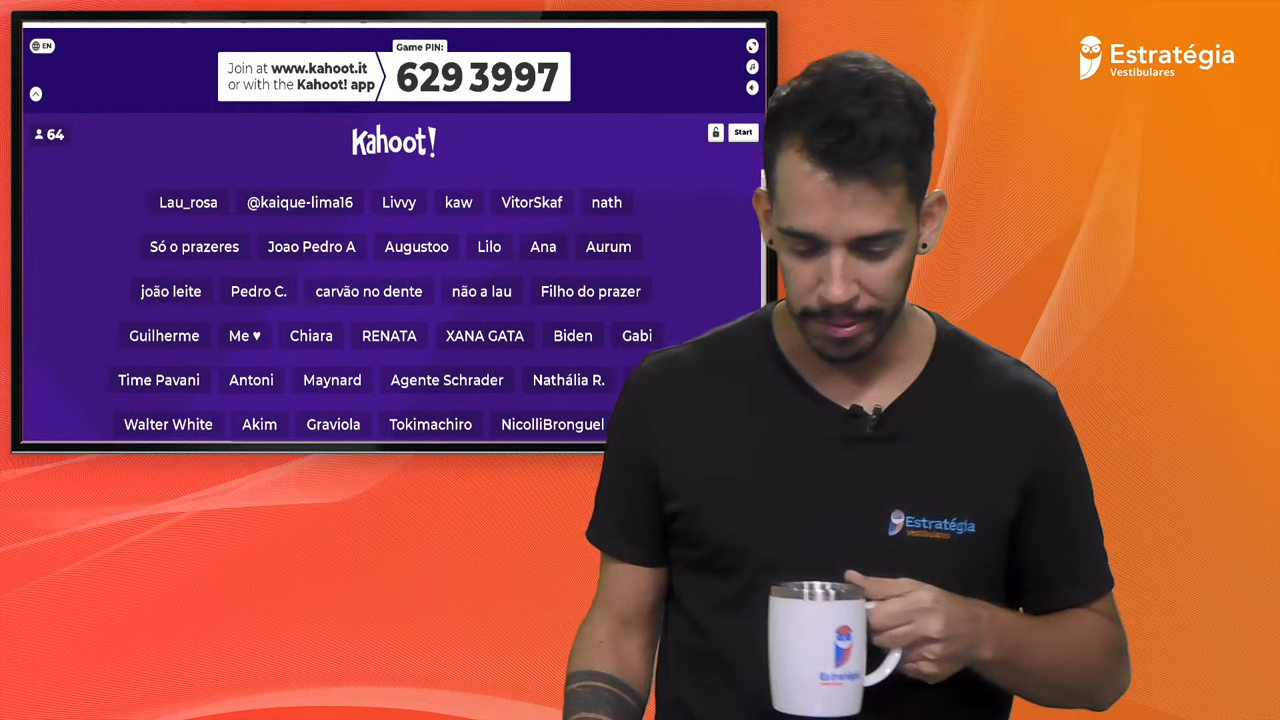 EN
Join at www.kahoot.it
or with the Kahoot! app
Game PIN:
629 3997
64
Kahoot!
Start
Lau_rosa @kaique-lima16 Livvy kaw VitorSkaf nath
Só o prazeres Joao Pedro A Augustoo Lilo Ana Aurum
joão leite Pedro C. carvão no dente não a lau Filho do prazer
Guilherme Me ♥ Chiara RENATA XANA GATA Biden Gabi
Time Pavani Antoni Maynard Agente Schrader Nathália R.
Walter White Akim Graviola Tokimachiro NicolliBronguel
Estratégia
Vestibulares
Estratégia
Vestibulares
Estratégia